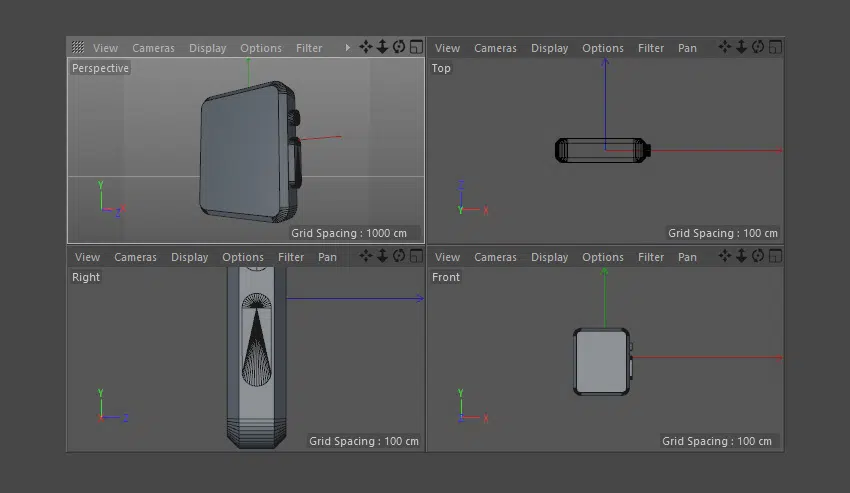 View Cameras Display Options Filter
View Cameras Display Options Filter Pan
Perspective
Top
Y
Z
Z
Y X
Grid Spacing : 1000 cm
Grid Spacing : 100 cm
View Cameras Display Options Filter Pan
View Cameras Display Options Filter Pan
Right
Front
Y
Z
Y
X
Grid Spacing : 100 cm
Grid Spacing : 100 cm